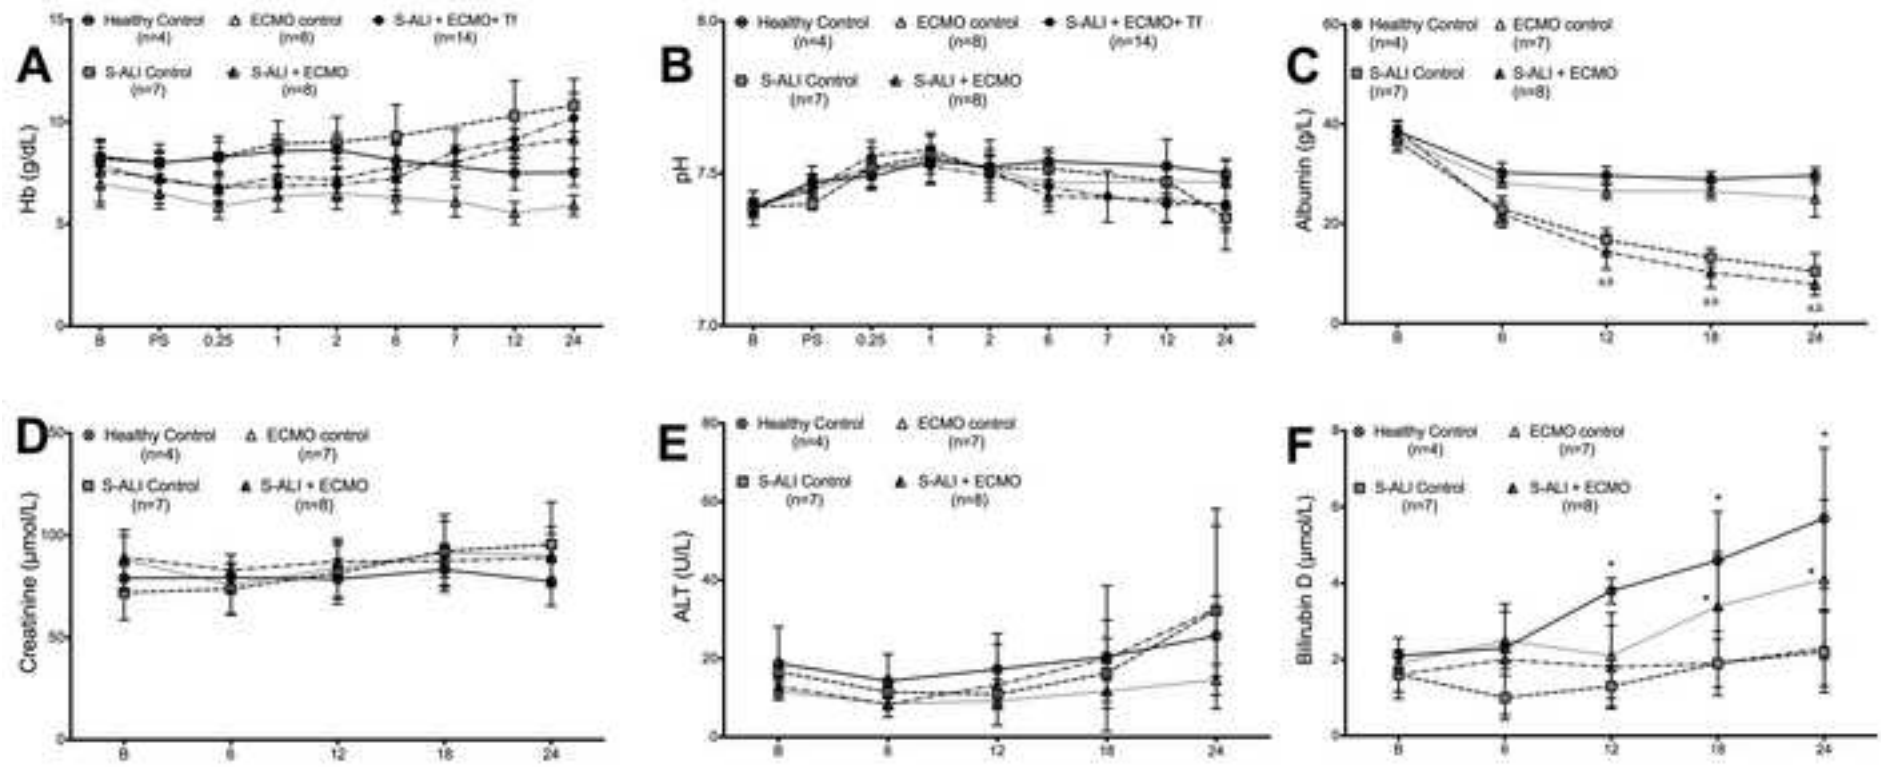 A
Healthy Control ECMO control S-ALI + ECMO+ Tf
(n=4) (n=8) (n=14)
S-ALI Control S-ALI + ECMO
(n=7) (n=8)
Hb (g/dL)
15
10
5
0
B PS 0.25 1 2 6 7 12 24
B
Healthy Control ECMO control S-ALI + ECMO+ Tf
(n=4) (n=8) (n=14)
S-ALI Control S-ALI + ECMO
(n=7) (n=8)
pH
8.0
7.5
7.0
B PS 0.25 1 2 6 7 12 24
C
Healthy Control ECMO control
(n=4) (n=7)
S-ALI Control S-ALI + ECMO
(n=7) (n=8)
Albumin (g/L)
60
40
20
0
B 6 12 18 24
D
Healthy Control ECMO control
(n=4) (n=7)
S-ALI Control S-ALI + ECMO
(n=7) (n=8)
Creatinine (µmol/L)
100
50
0
B 6 12 18 24
E
Healthy Control ECMO control
(n=4) (n=7)
S-ALI Control S-ALI + ECMO
(n=7) (n=8)
ALT (U/L)
80
60
40
20
0
B 6 12 18 24
F
Healthy Control ECMO control
(n=4) (n=7)
S-ALI Control S-ALI + ECMO
(n=7) (n=8)
Bilirubin D (µmol/L)
8
6
4
2
0
B 6 12 18 24